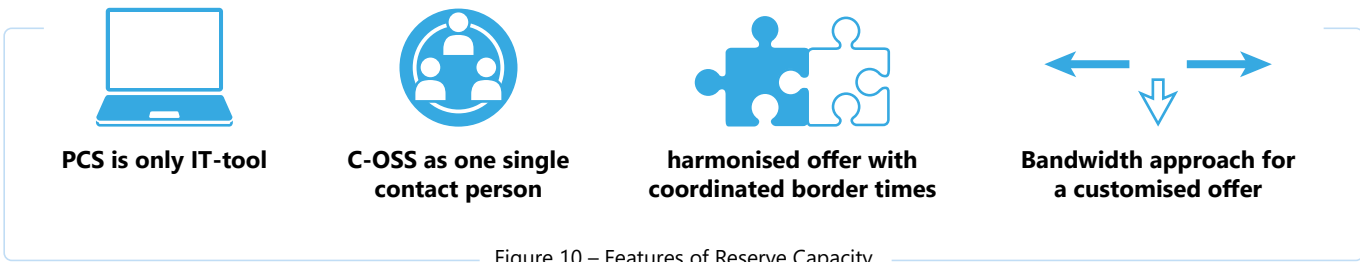 PCS is only IT-tool
C-OSS as one single
contact person
harmonised offer with
coordinated border times
Bandwidth approach for
a customised offer
Figure 10 – Features of Reserve Capacity